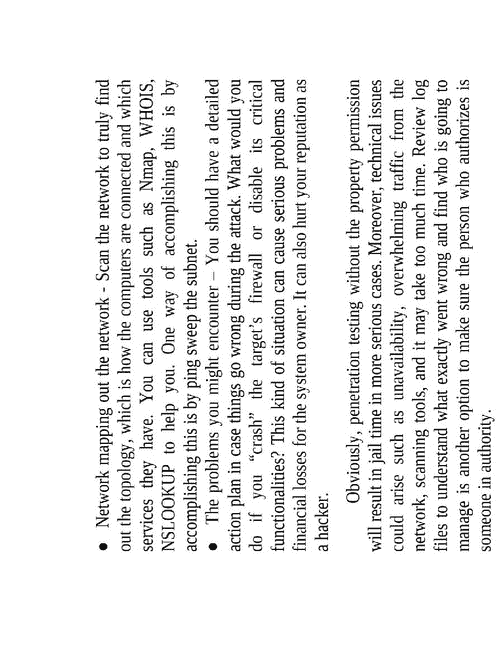 ● Network mapping out the network - Scan the network to truly find
out the topology, which is how the computers are connected and which
services they have. You can use tools such as Nmap, WHOIS,
NSLOOKUP to help you. One way of accomplishing this is by
accomplishing this is by ping sweep the subnet.
● The problems you might encounter – You should have a detailed
action plan in case things go wrong during the attack. What would you
do if you “crash” the target’s firewall or disable its critical
functionalities? This kind of situation can cause serious problems and
financial losses for the system owner. It can also hurt your reputation as
a hacker.
Obviously, penetration testing without the property permission
will result in jail time in more serious cases. Moreover, technical issues
could arise such as unavailability, overwhelming traffic from the
network, scanning tools, and it may take too much time. Review log
files to understand what exactly went wrong and find who is going to
manage is another option to make sure the person who authorizes is
someone in authority.